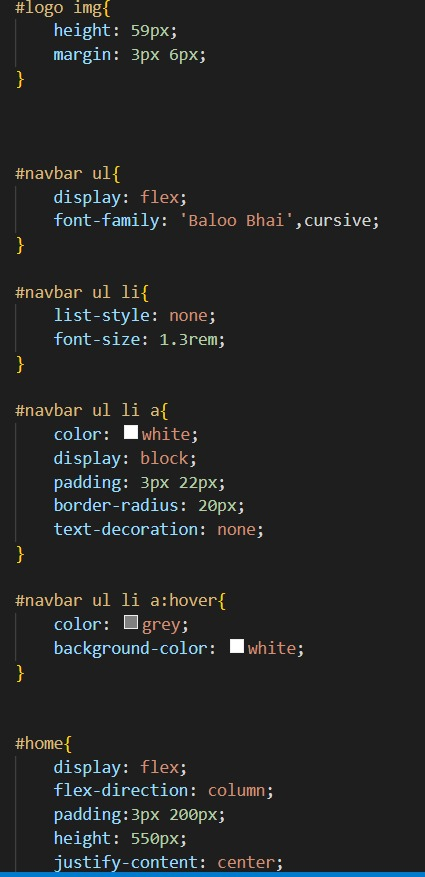 #logo img{
    height: 59px;
    margin: 3px 6px;
}
#navbar ul{
    display: flex;
    font-family: 'Baloo Bhai',cursive;
}
#navbar ul li{
    list-style: none;
    font-size: 1.3rem;
}
#navbar ul li a{
    color: white;
    display: block;
    padding: 3px 22px;
    border-radius: 20px;
    text-decoration: none;
}
#navbar ul li a:hover{
    color: grey;
    background-color: white;
}
#home{
    display: flex;
    flex-direction: column;
    padding:3px 200px;
    height: 550px;
    justify-content: center;